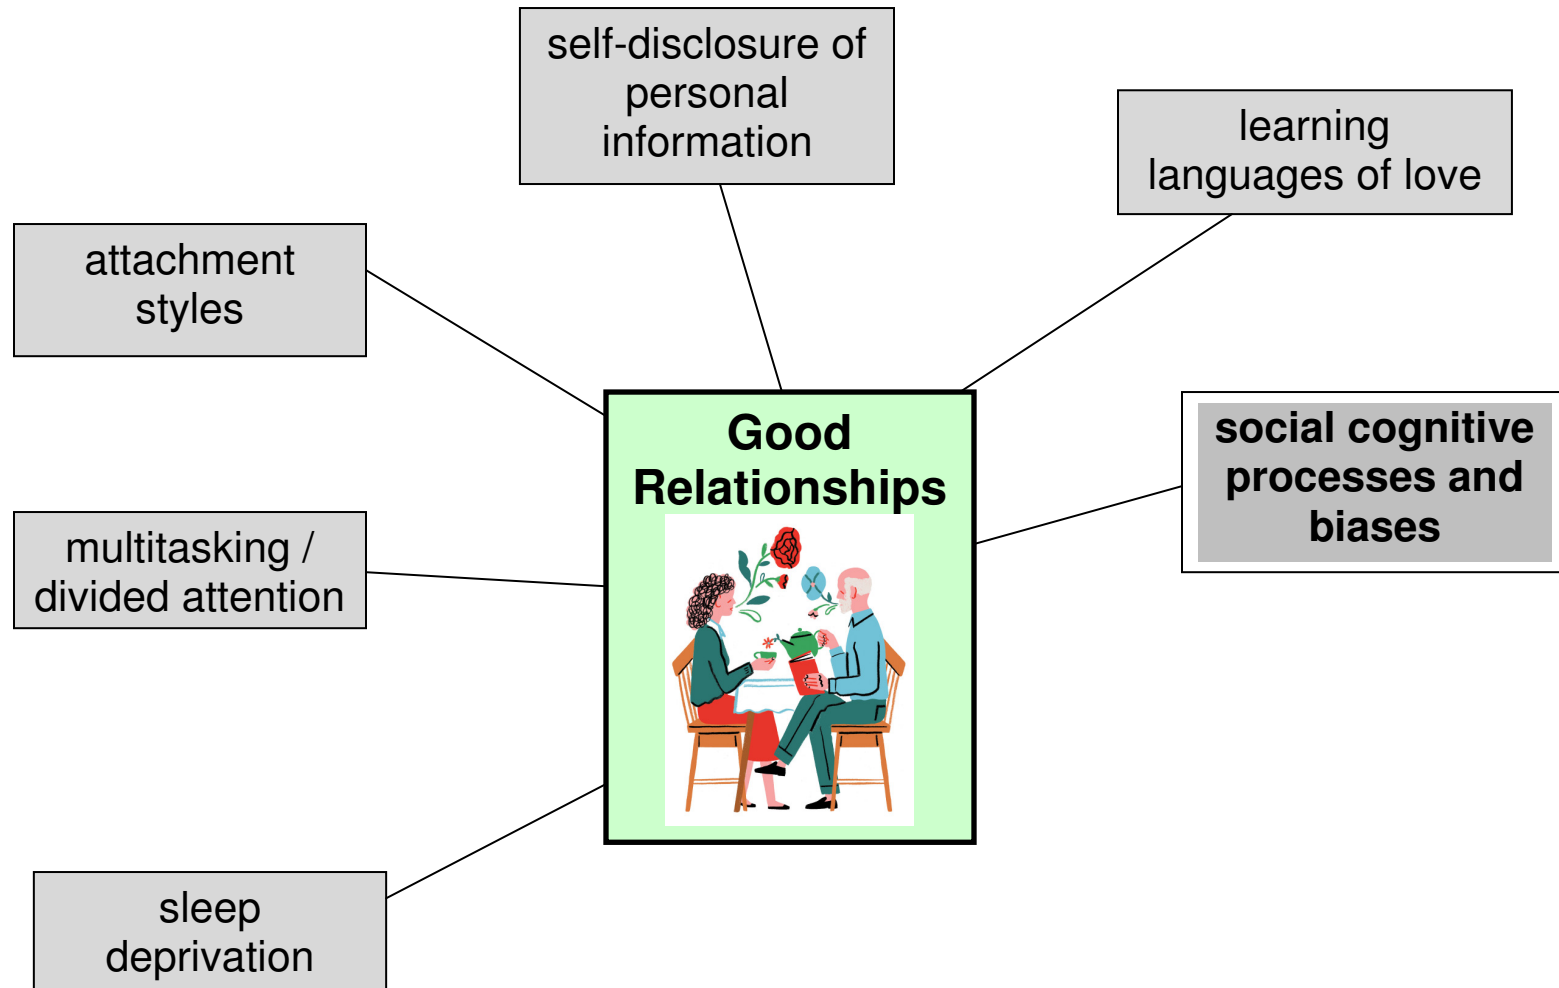 self-disclosure of
personal
information
learning
languages of love
attachment
styles
Good
Relationships
social cognitive
processes and
biases
multitasking /
divided attention
sleep
deprivation